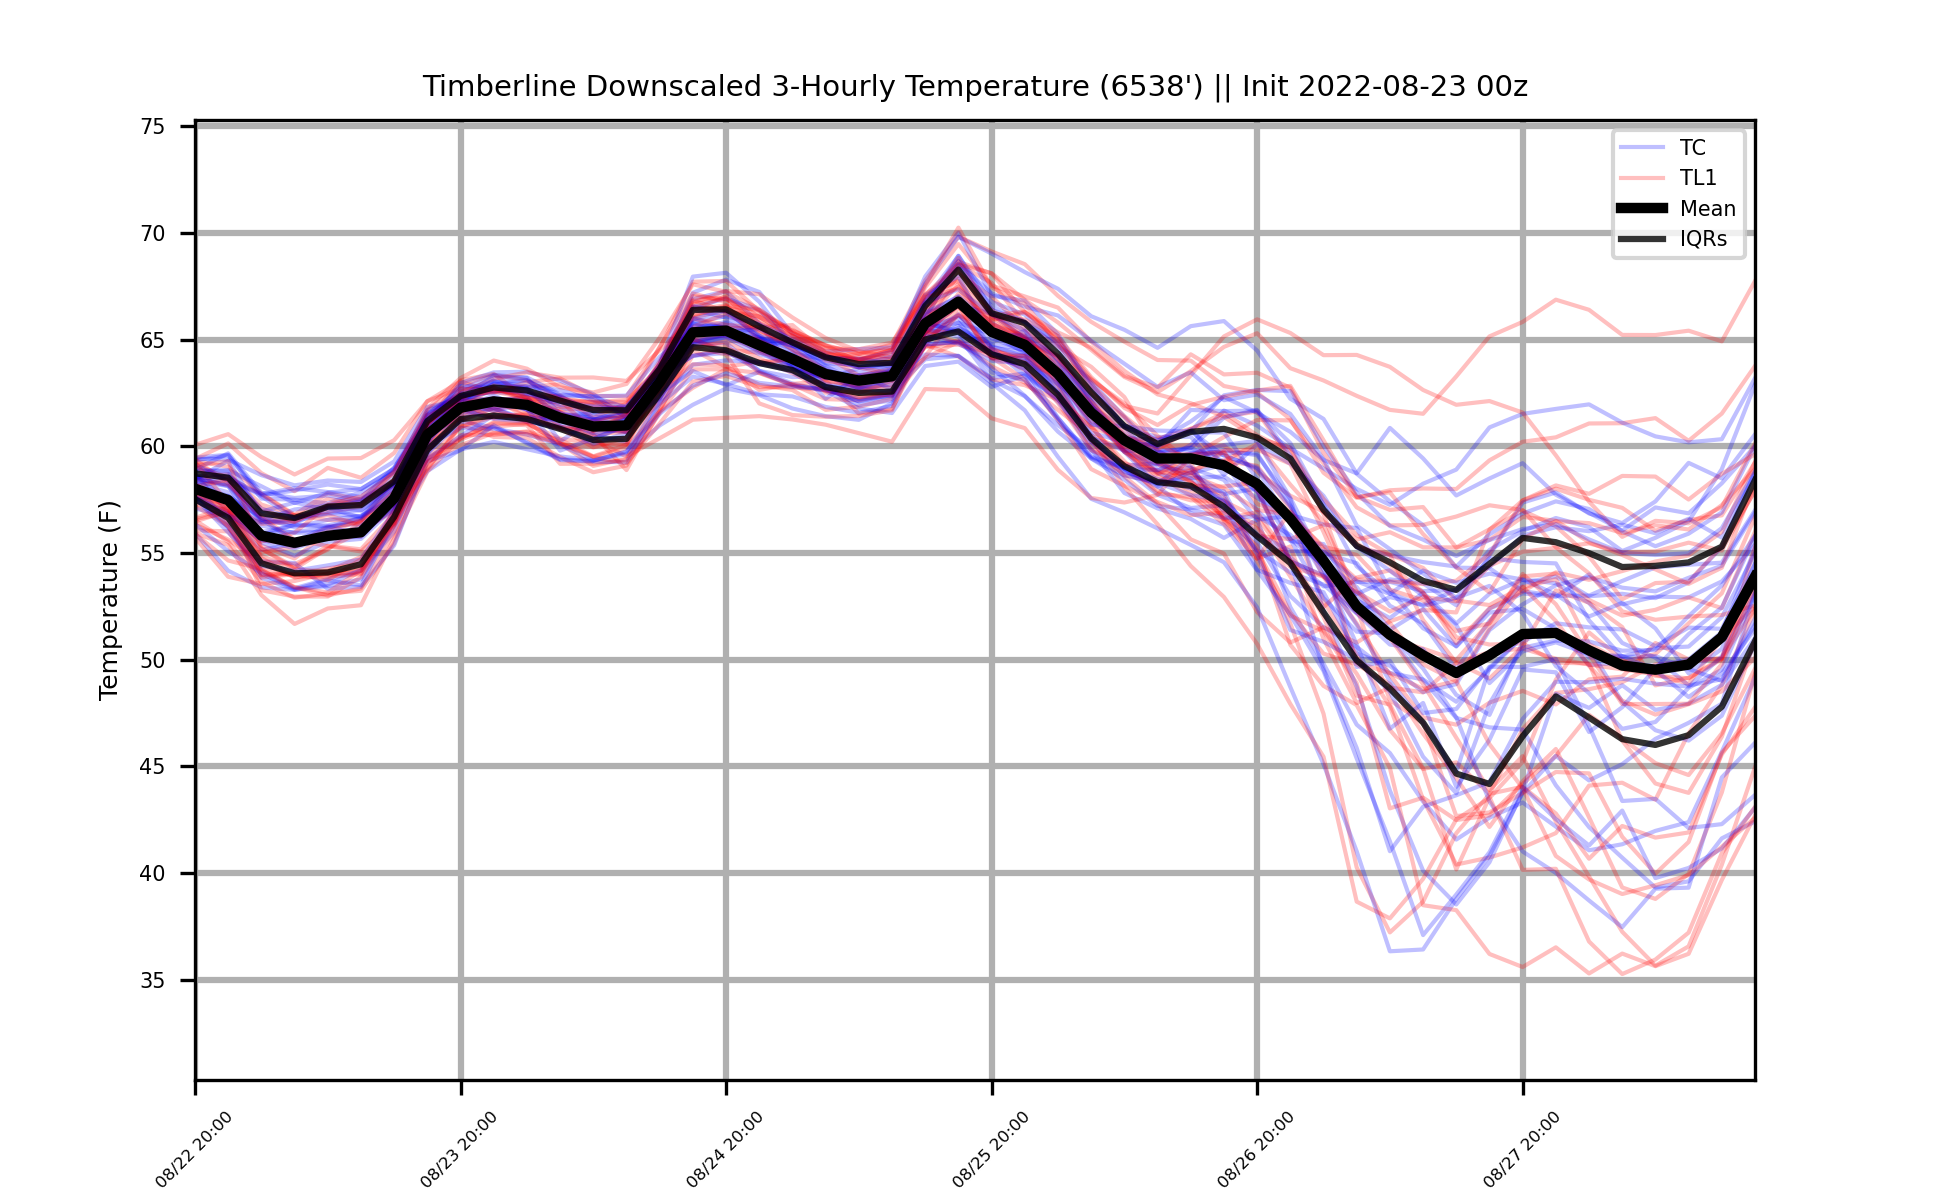 Timberline Downscaled 3-Hourly Temperature (6538') || Init 2022-08-23 00z
TC
TL1
Mean
IQRs
Temperature (F)
75
70
65
60
55
50
45
40
35
08/22 20:00
08/23 20:00
08/24 20:00
08/25 20:00
08/26 20:00
08/27 20:00